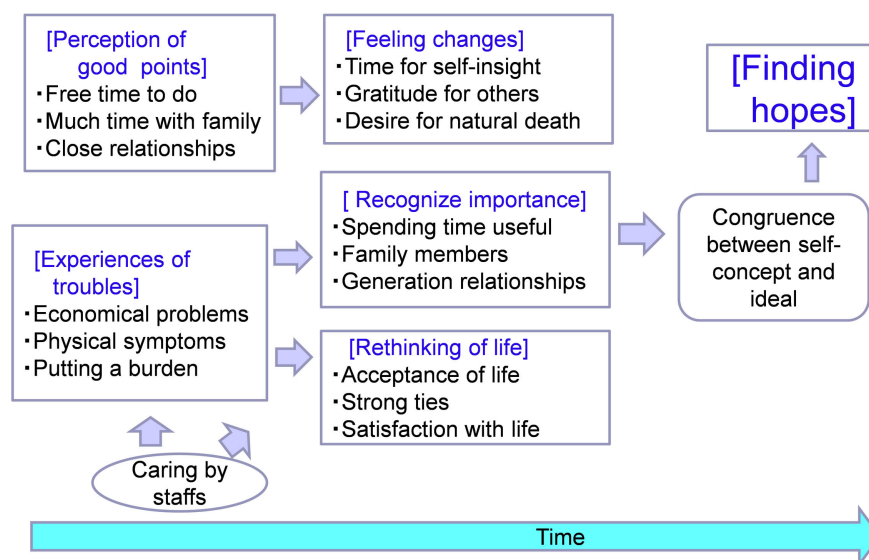 [Perception of
good points]
・Free time to do
・Much time with family
・Close relationships
[Feeling changes]
・Time for self-insight
・Gratitude for others
・Desire for natural death
[Finding
hopes]
[ Recognize importance]
・Spending time useful
・Family members
・Generation relationships
Congruence
between self-
concept and
ideal
[Experiences of
troubles]
・Economical problems
・Physical symptoms
・Putting a burden
[Rethinking of life]
・Acceptance of life
・Strong ties
・Satisfaction with life
Caring by
staffs
Time